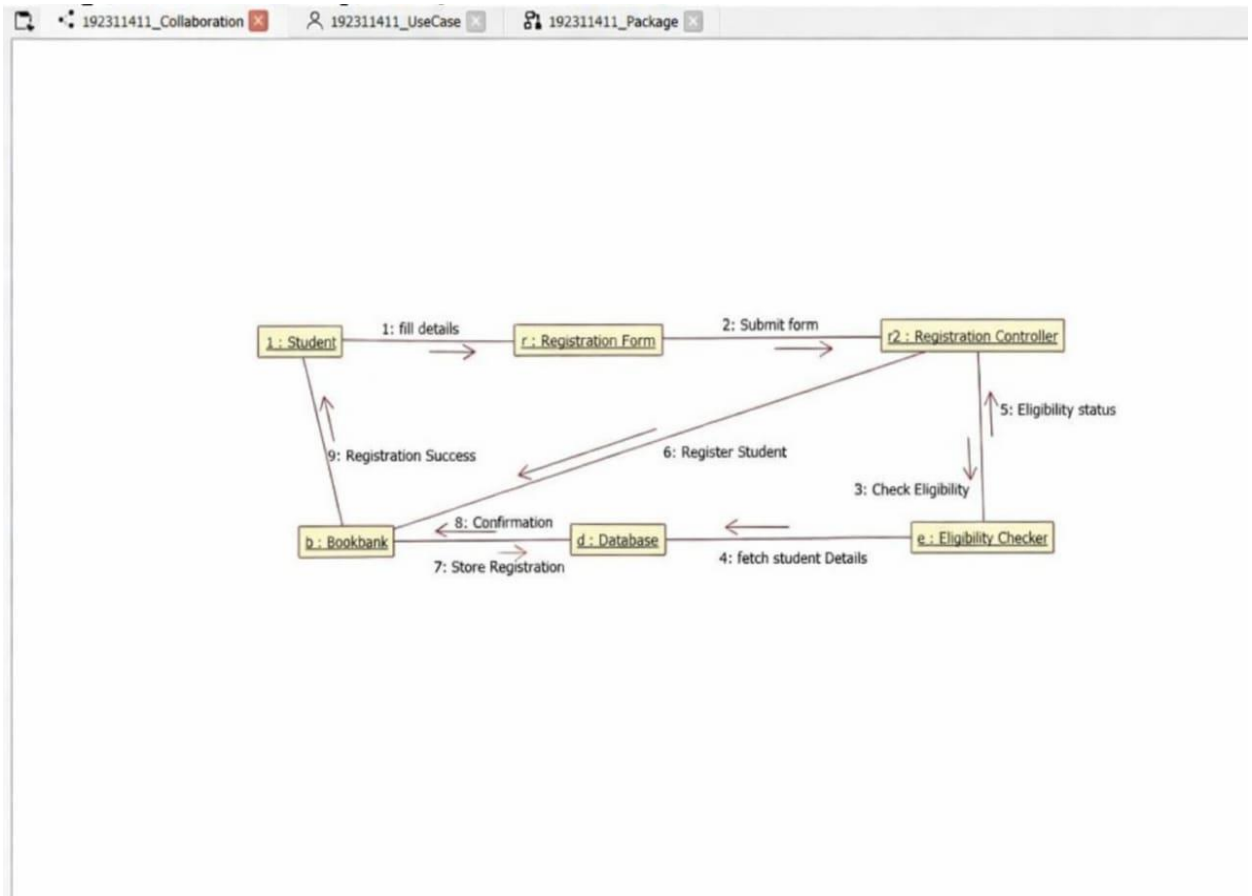 192311411_Collaboration
192311411_UseCase
192311411_Package
1 : Student
1: fill details
r : Registration Form
2: Submit form
r2 : Registration Controller
5: Eligibility status
9: Registration Success
6: Register Student
3: Check Eligibility
b : Bookbank
8: Confirmation
7: Store Registration
d : Database
4: fetch student Details
e : Eligibility Checker